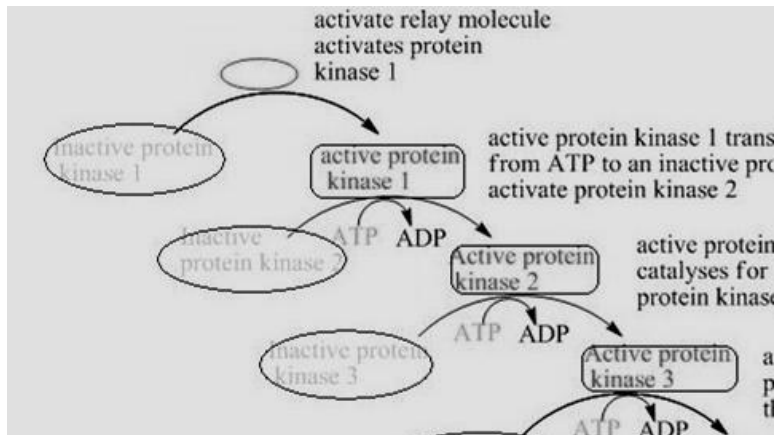 activate relay molecule
activates protein
kinase 1
Inactive protein
kinase 1
active protein
kinase 1
active protein kinase 1 trans
from ATP to an inactive pro
activate protein kinase 2
Inactive
protein kinase 2
ATP
ADP
Active protein
kinase 2
active protein
catalyses for
protein kinase
Inactive protein
kinase 3
ATP
ADP
Active protein
kinase 3
a
p
th
ATP
ADP